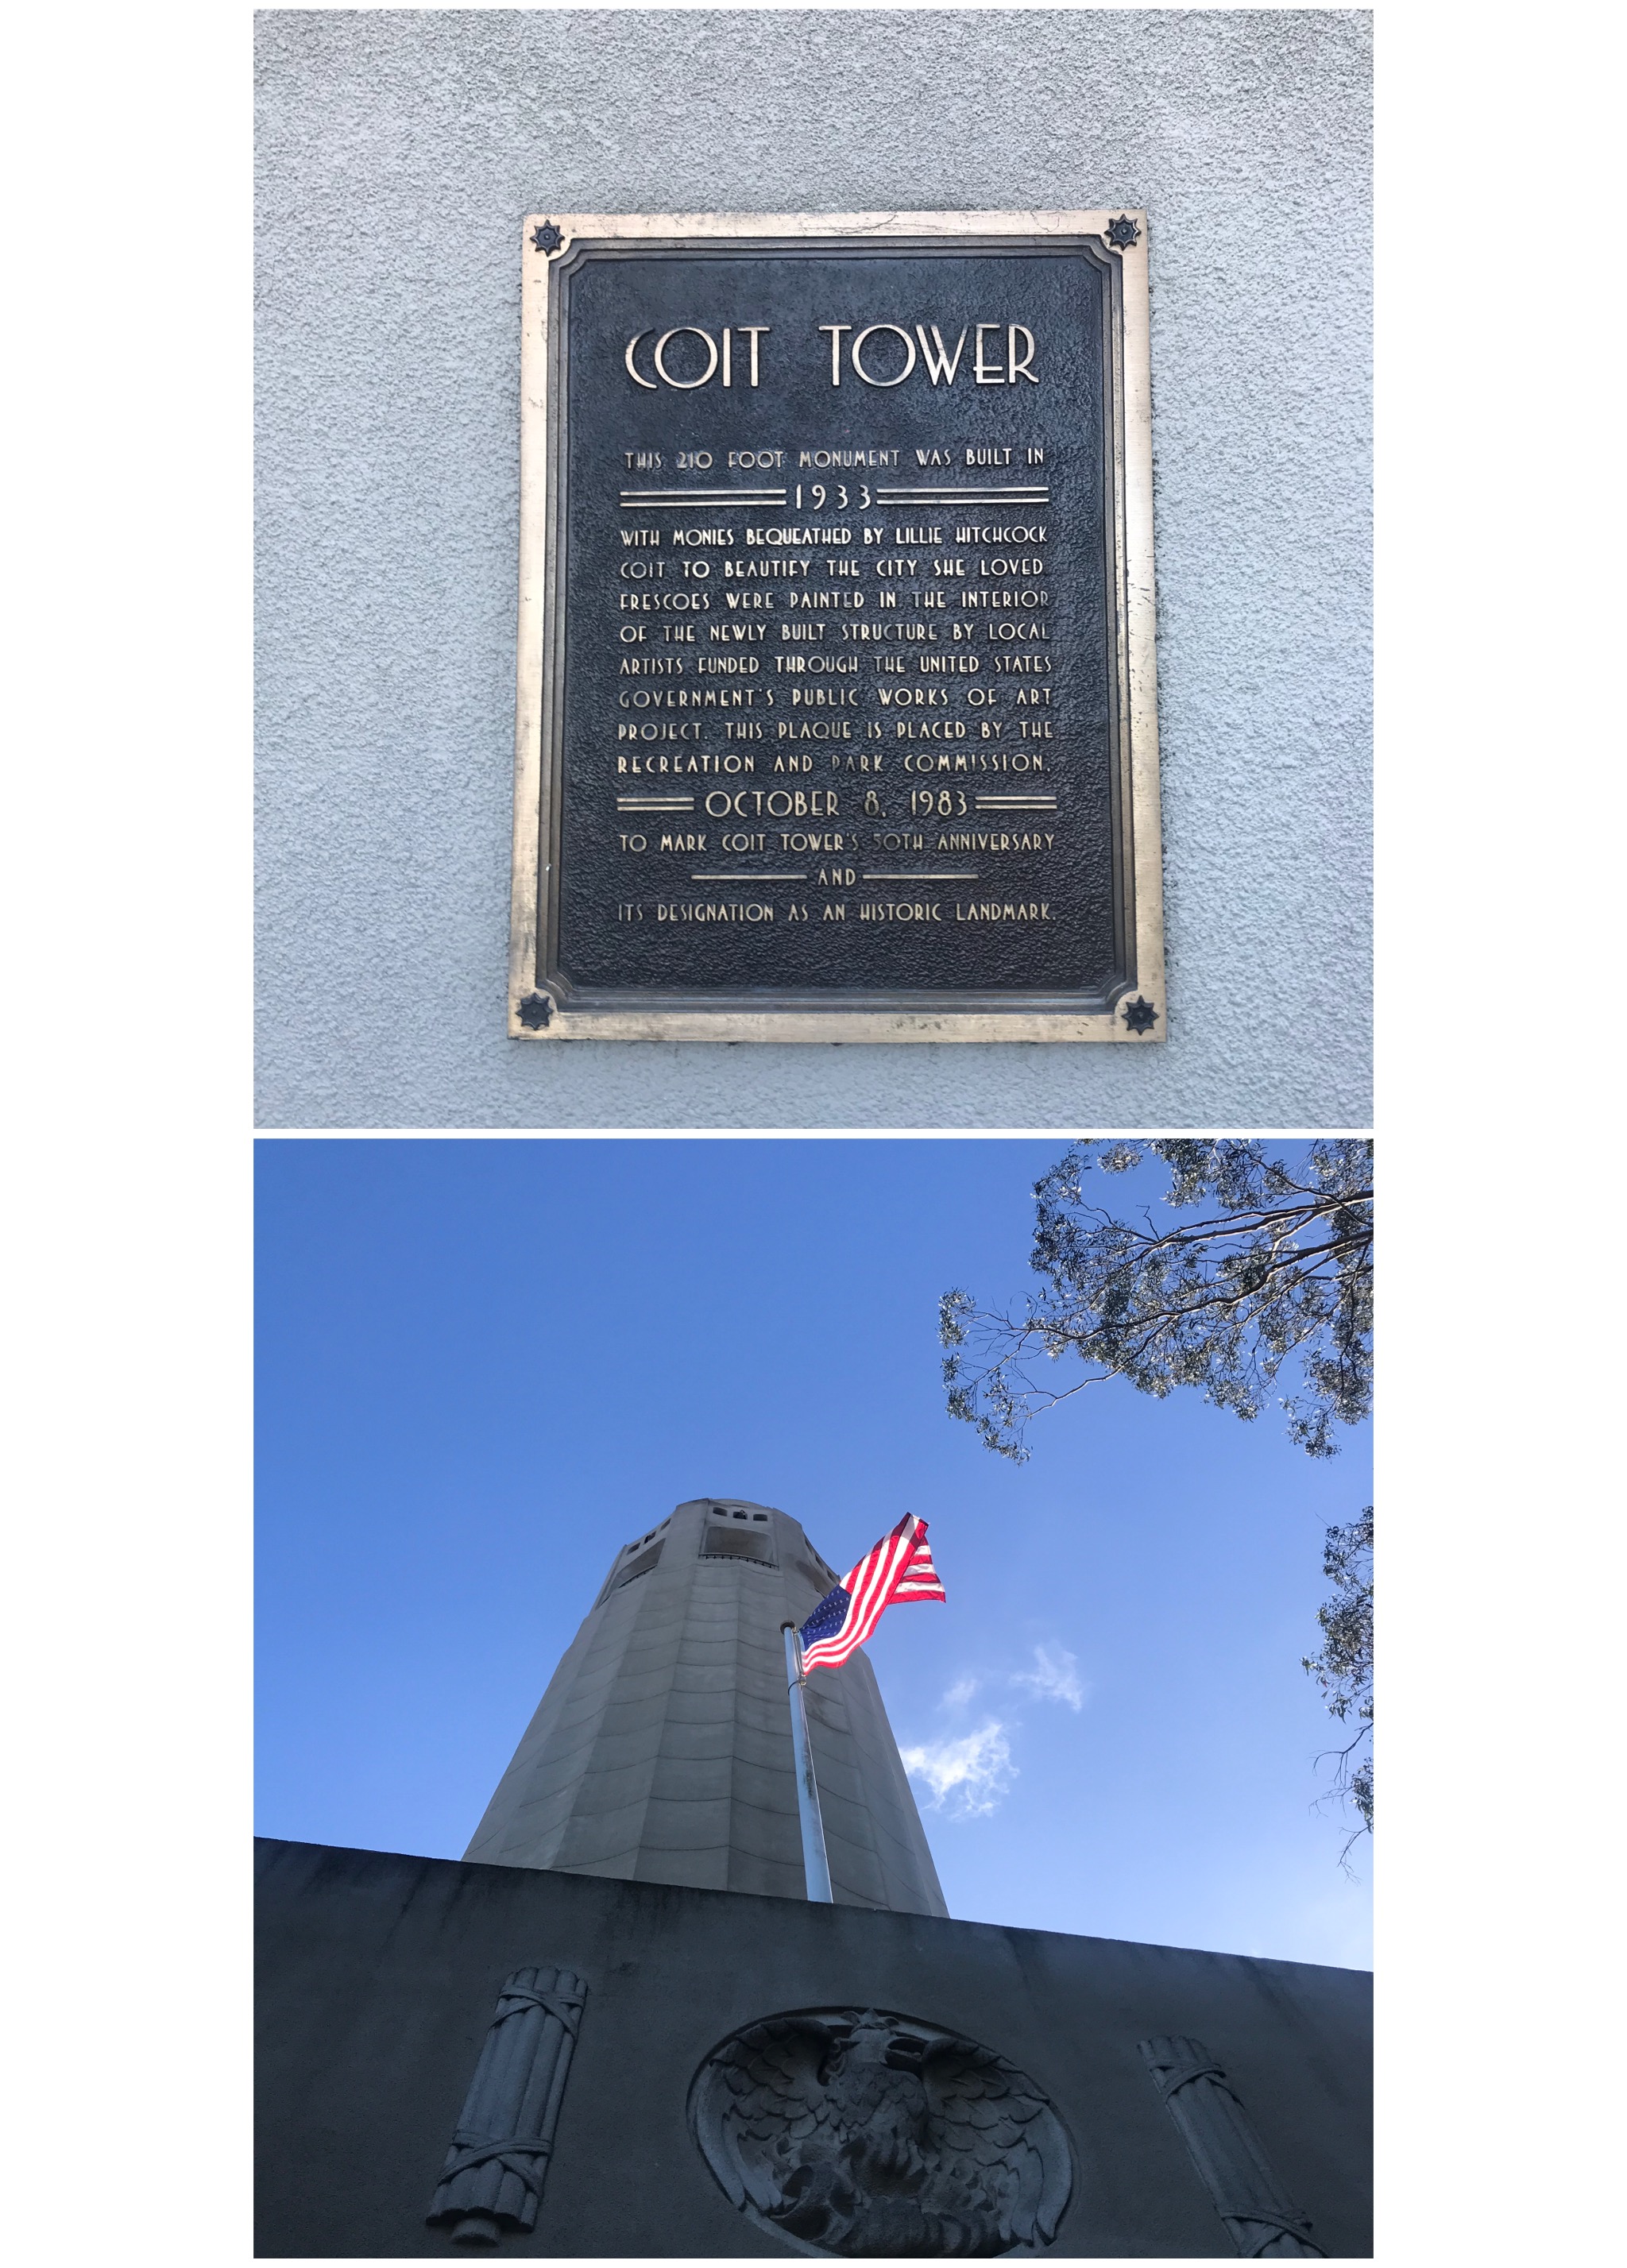 COIT TOWER
THIS 210 FOOT MONUMENT WAS BUILT IN
1933
WITH MONIES BEQUEATHED BY LILLIE HITCHCOCK
COIT TO BEAUTIFY THE CITY SHE LOVED
FRESCOES WERE PAINTED IN THE INTERIOR
OF THE NEWLY BUILT STRUCTURE BY LOCAL
ARTISTS FUNDED THROUGH THE UNITED STATES
GOVERNMENT'S PUBLIC WORKS OF ART
PROJECT. THIS PLAQUE IS PLACED BY THE
RECREATION AND PARK COMMISSION.
OCTOBER 8, 1983
TO MARK COIT TOWER'S 50TH ANNIVERSARY
AND
ITS DESIGNATION AS AN HISTORIC LANDMARK.